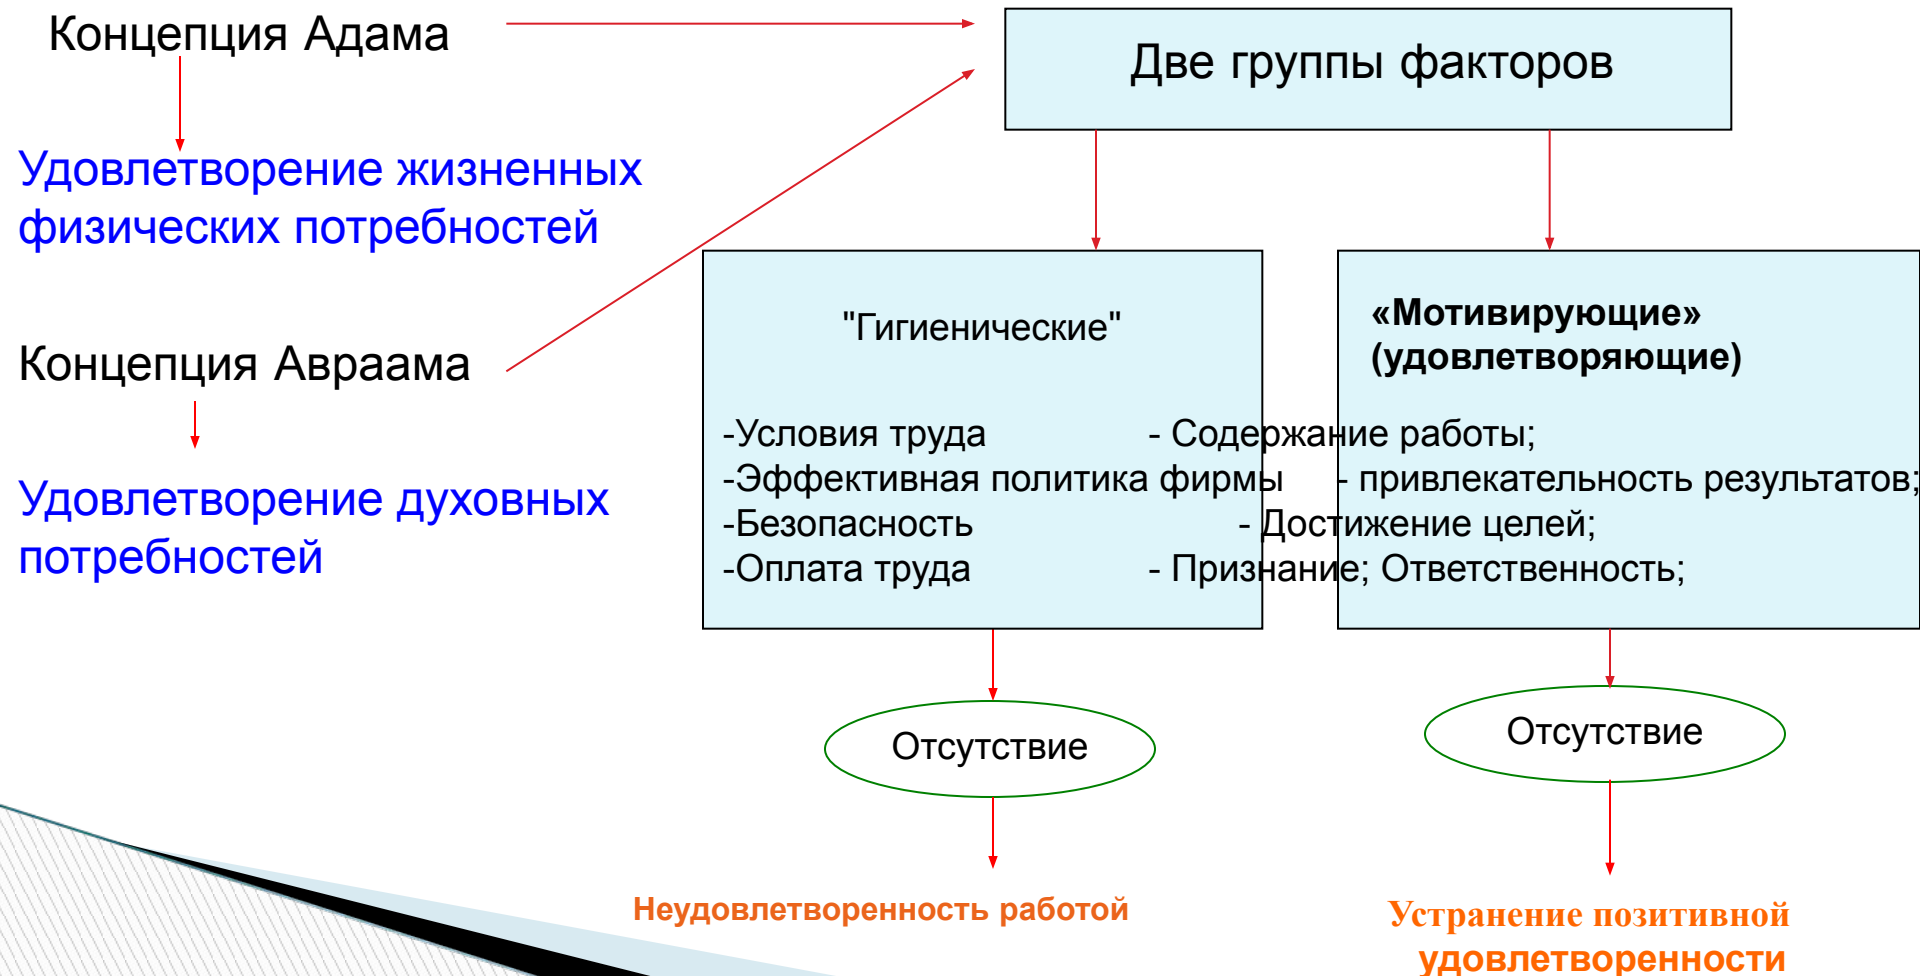 Концепция Адама
Удовлетворение жизненных
физических потребностей
Концепция Авраама
Удовлетворение духовных
потребностей
Две группы факторов
"Гигиенические"
«Мотивирующие»
(удовлетворяющие)
-Условия труда - Содержание работы;
-Эффективная политика фирмы - привлекательность результатов;
-Безопасность - Достижение целей;
-Оплата труда - Признание; Ответственность;
Отсутствие
Отсутствие
Неудовлетворенность работой
Устранение позитивной
удовлетворенности